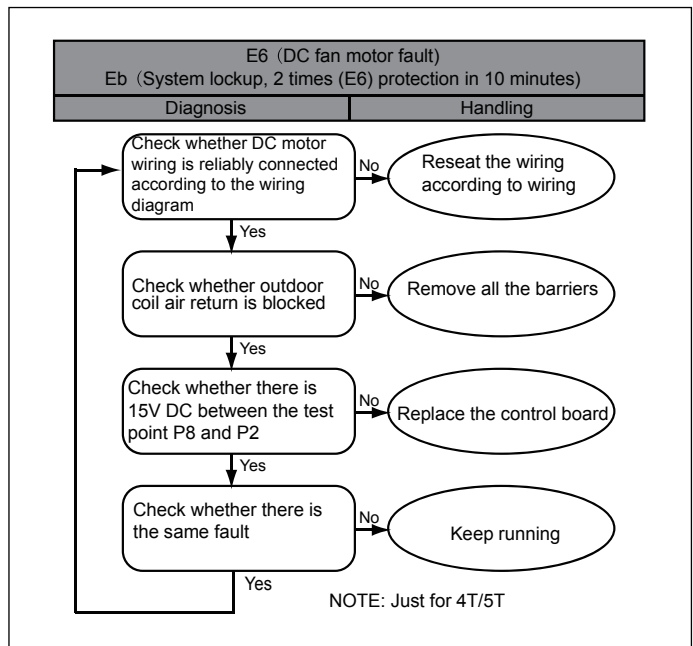 E6 (DC fan motor fault)
Eb (System lockup, 2 times (E6) protection in 10 minutes)
Diagnosis
Handling
Check whether DC motor
wiring is reliably connected
according to the wiring
diagram
No
Reseat the wiring
according to wiring
Yes
Check whether outdoor
coil air return is blocked
No
Remove all the barriers
Yes
Check whether there is
15V DC between the test
point P8 and P2
No
Replace the control board
Yes
Check whether there is
the same fault
No
Keep running
Yes
NOTE: Just for 4T/5T